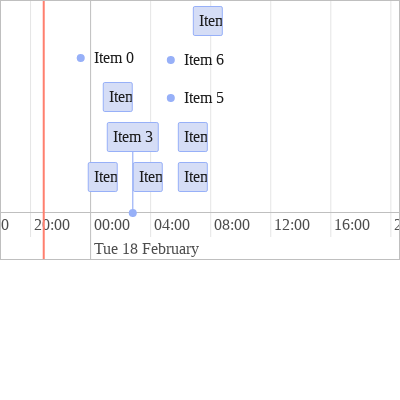 Iten
Item 0
Item 6
Iten
Item 5
Item 3
Iten
Iten
Iten
Iten
0
20:00
00:00
04:00
08:00
12:00
16:00
2
Tue 18 February